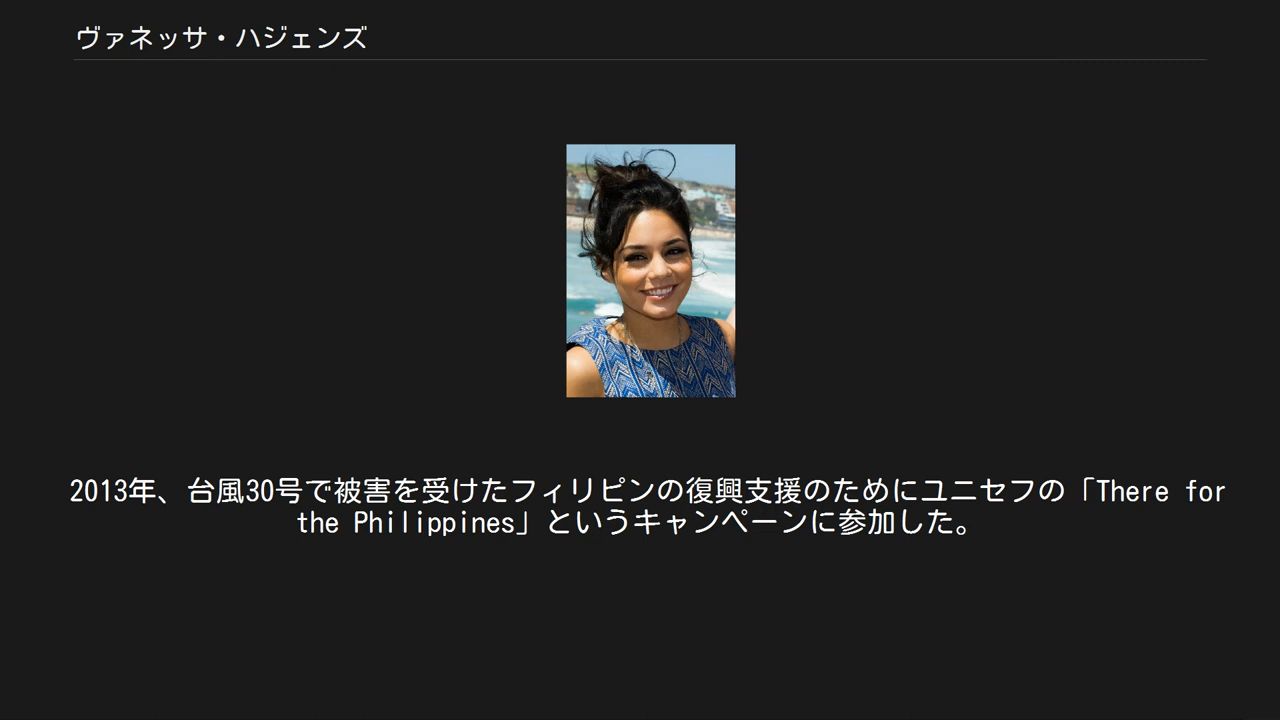 ヴァネッサ・ハジェンズ
2013年、台風30号で被害を受けたフィリピンの復興支援のためにユニセフの「There for
the Philippines」というキャンペーンに参加した。